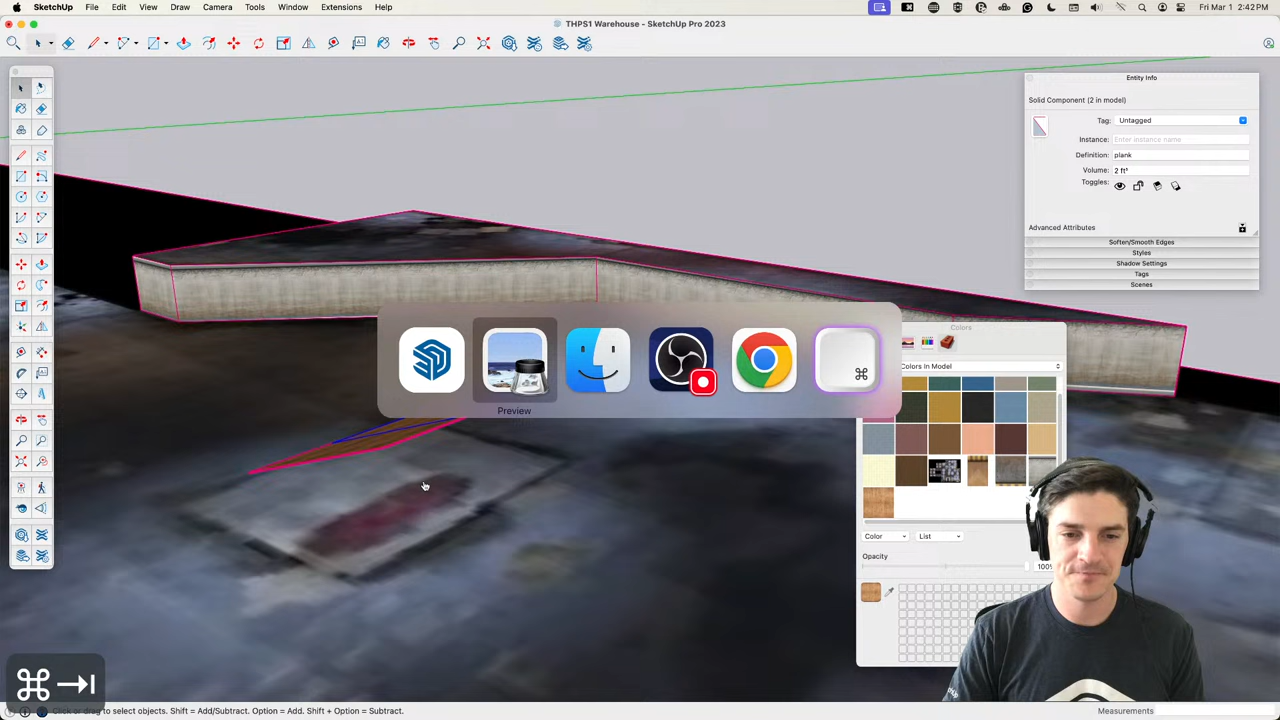 SketchUp File Edit View Draw Camera Tools Window Extensions Help
Fri Mar 1 2:42 PM
THPS1 Warehouse - SketchUp Pro 2023
Entity Info
Solid Component (2 in model)
Tag: Untagged
Instance: Enter instance name
Definition: plank
Volume: 2 ft³
Toggles:
Advanced Attributes
Soften/Smooth Edges
Styles
Shadow Settings
Tags
Scenes
Colors
Colors In Model
Preview
Color List
Opacity
100%
Click or drag to select objects. Shift = Add/Subtract. Option = Add. Shift + Option = Subtract.
Measurements